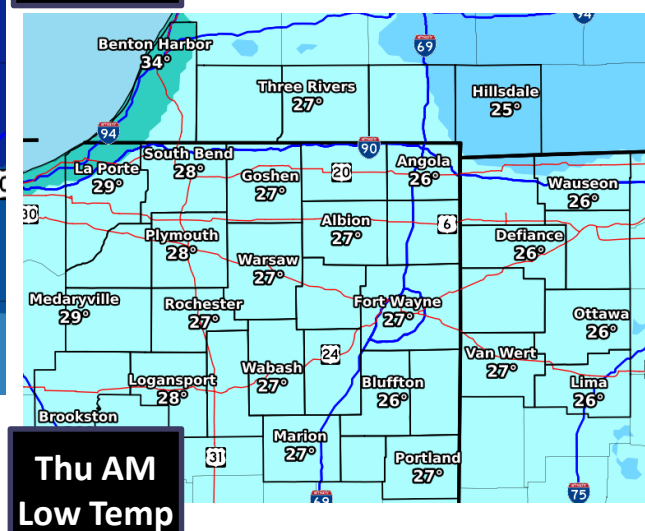 94
Benton Harbor
34°
69
Three Rivers
27°
Hillsdale
25°
94
90
La Porte
29°
South Bend
28°
Goshen
27°
20
Angola
26°
Wauseon
26°
30
Plymouth
28°
Albion
27°
6
Defiance
26°
Warsaw
27°
Medaryville
29°
Rochester
27°
Fort Wayne
27°
Ottawa
26°
Wabash
27°
24
Van Wert
27°
Logansport
28°
Bluffton
26°
Lima
26°
Brookston
Marion
27°
31
Portland
27°
69
75
Thu AM
Low Temp